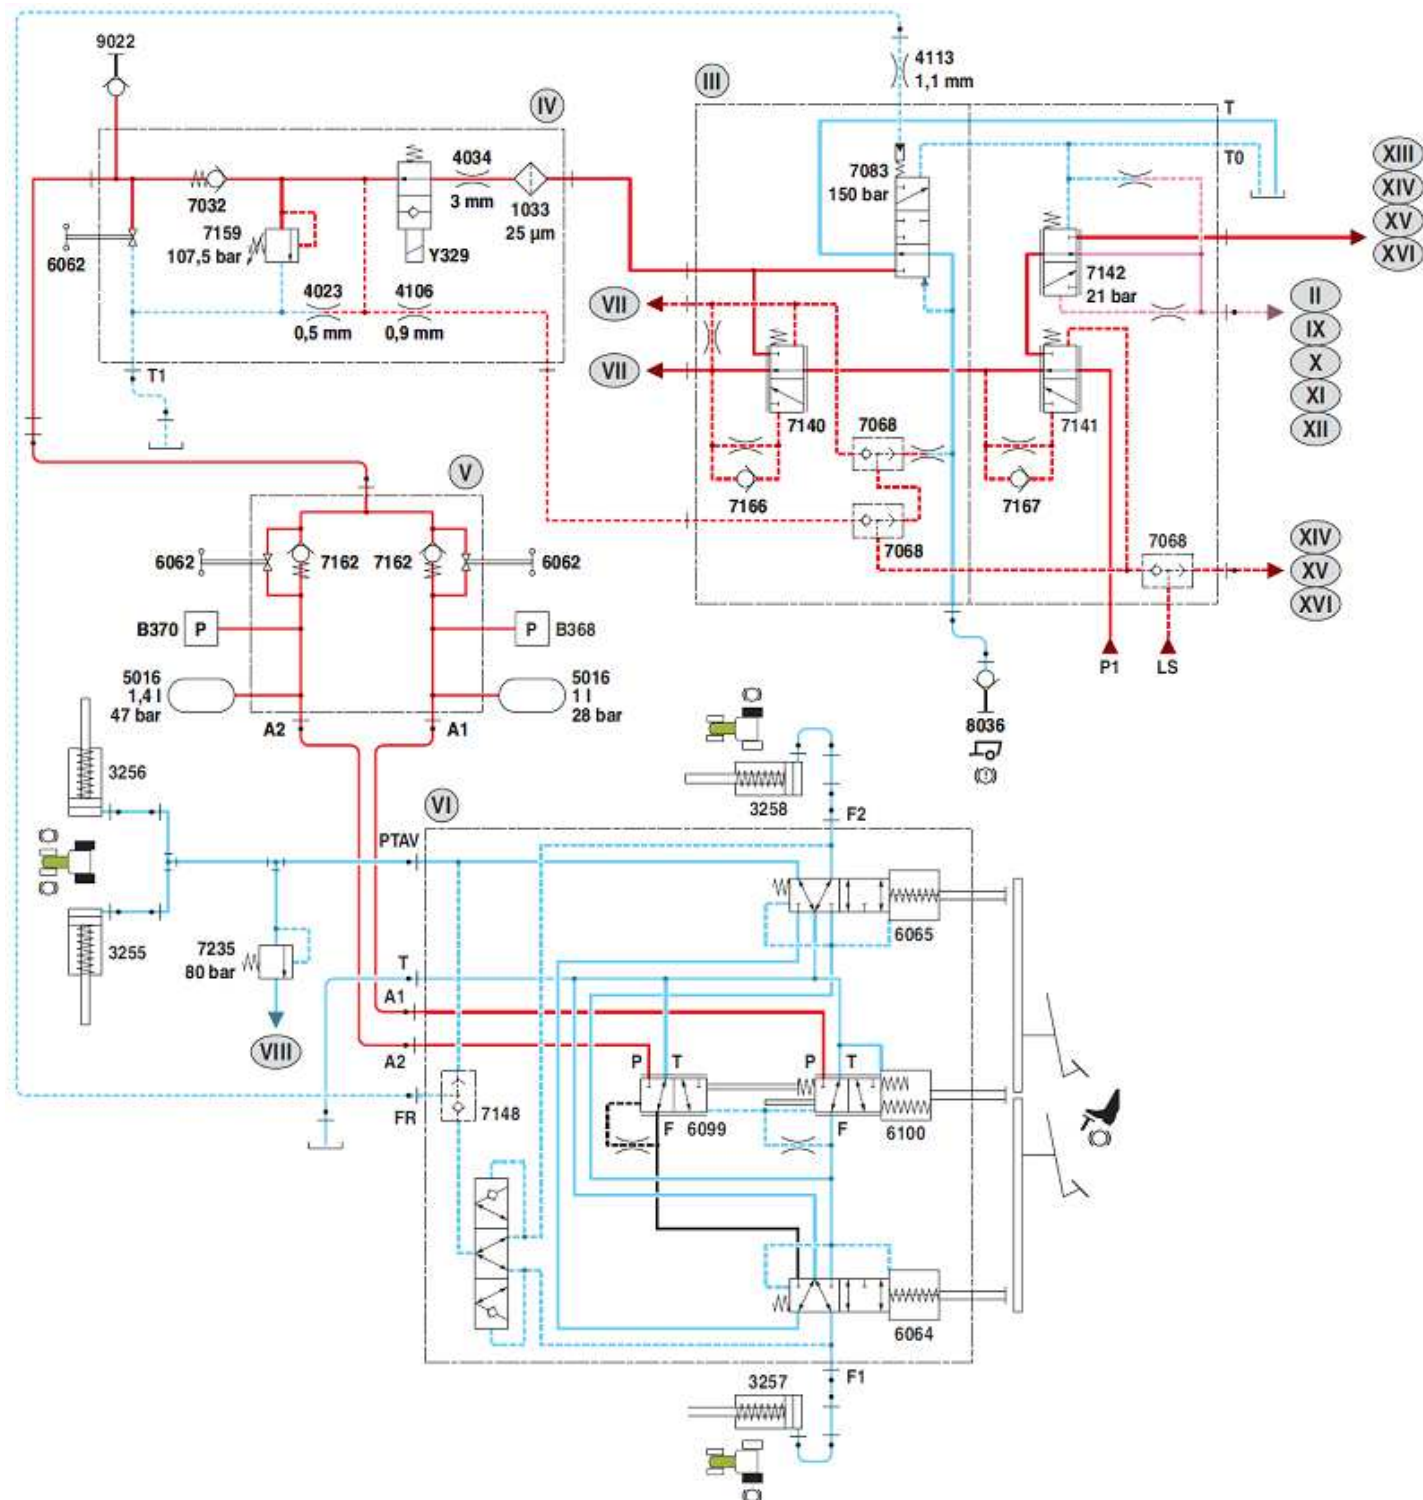 9022
4113
1,1 mm
III
IV
T
4034
3 mm
7083
150 bar
T0
XIII
XIV
XV
XVI
7032
1033
25 µm
7159
107,5 bar
Y329
6062
7142
21 bar
4023
0,5 mm
4106
0,9 mm
VII
II
IX
X
XI
XII
VII
T1
7140
7068
7141
V
7166
7167
7068
7068
6062
7162
7162
6062
XIV
XV
XVI
B370
P
P
B368
P1
LS
5016
1,4 l
47 bar
5016
1 l
28 bar
A2
A1
8036
3256
3258
VI
F2
PTAV
3255
7235
80 bar
6065
T
A1
VIII
A2
P
T
P
T
FR
7148
F
6099
F
6100
6064
3257
F1